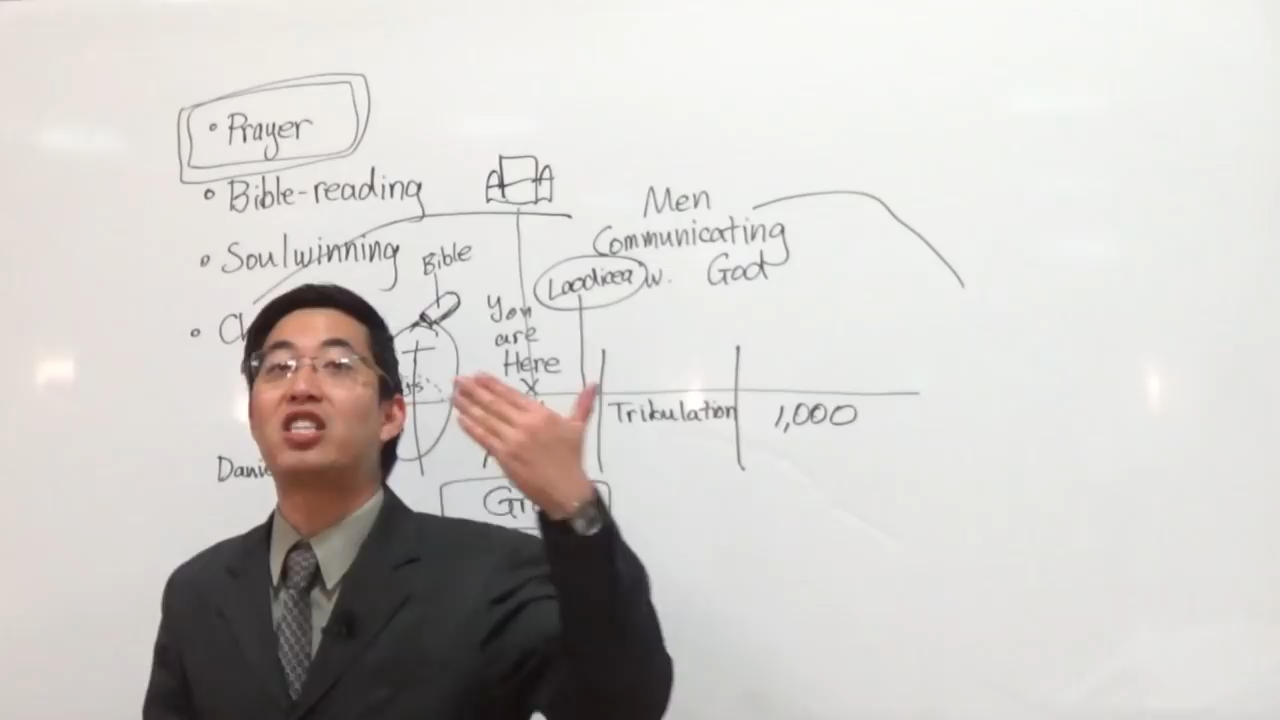 • Prayer
• Bible-reading
• Soulwinning
Bible
Men
Communicating
w. God
Laodicea
You
are
Here
X
Tribulation
1,000